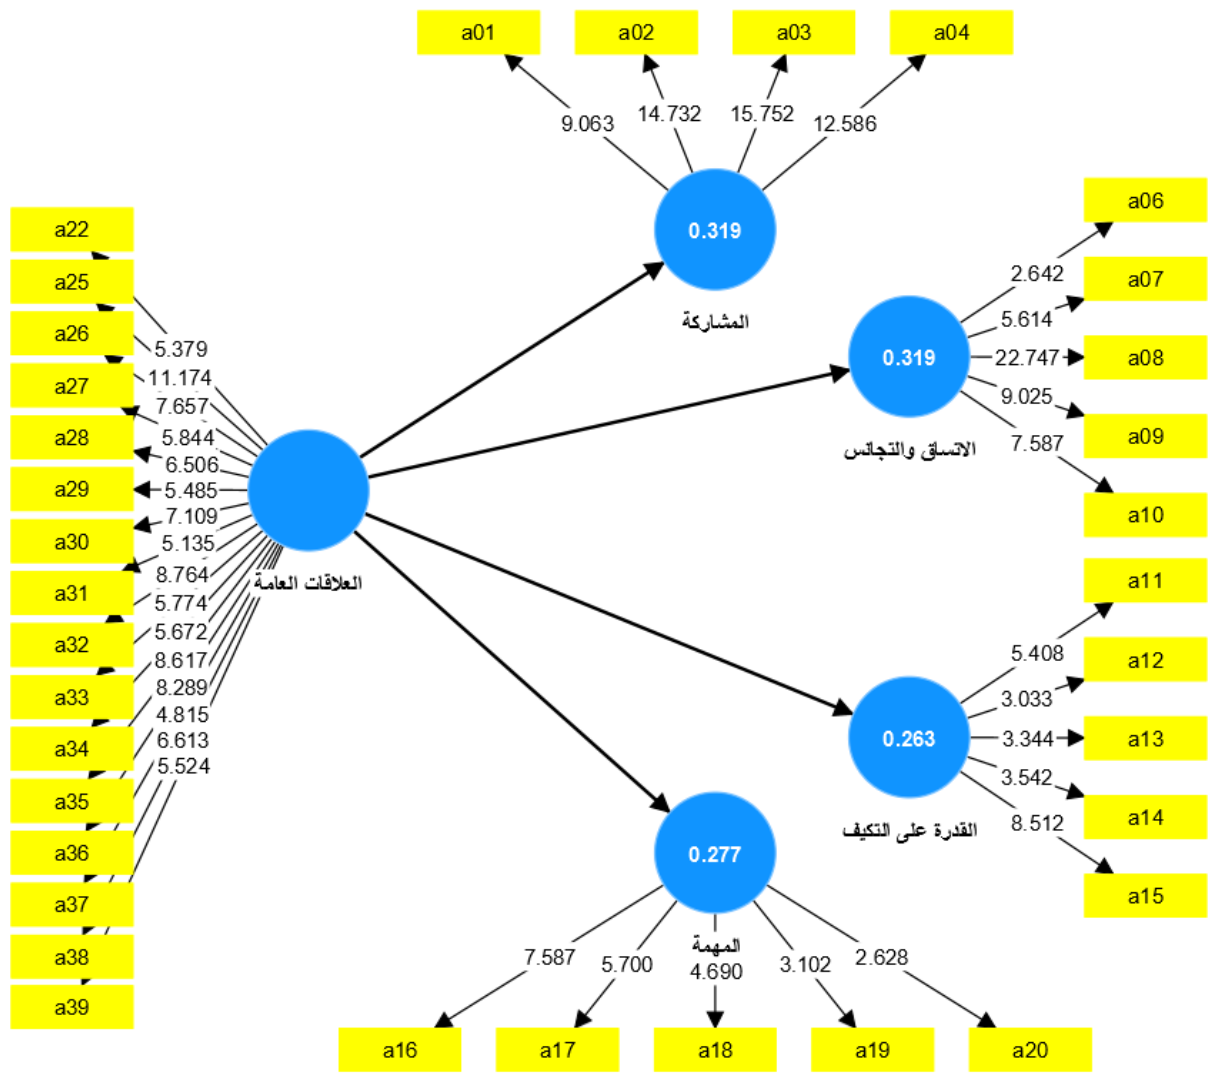 a01 a02 a03 a04
9.063 14.732 15.752 12.586
0.319
المشاركة
a06
a07
a08
a09
a10
2.642
5.614
22.747
9.025
7.587
0.319
الاتساق والتجانس
a22
a25
a26
a27
a28
a29
a30
a31
a32
a33
a34
a35
a36
a37
a38
a39
5.379
11.174
7.657
5.844
6.506
5.485
7.109
5.135
8.764
5.774
5.672
8.617
8.289
4.815
6.613
5.524
العلاقات العامة
a11
a12
a13
a14
a15
5.408
3.033
3.344
3.542
8.512
0.263
القدرة على التكيف
0.277
المهمة
7.587 5.700 4.690 3.102 2.628
a16 a17 a18 a19 a20